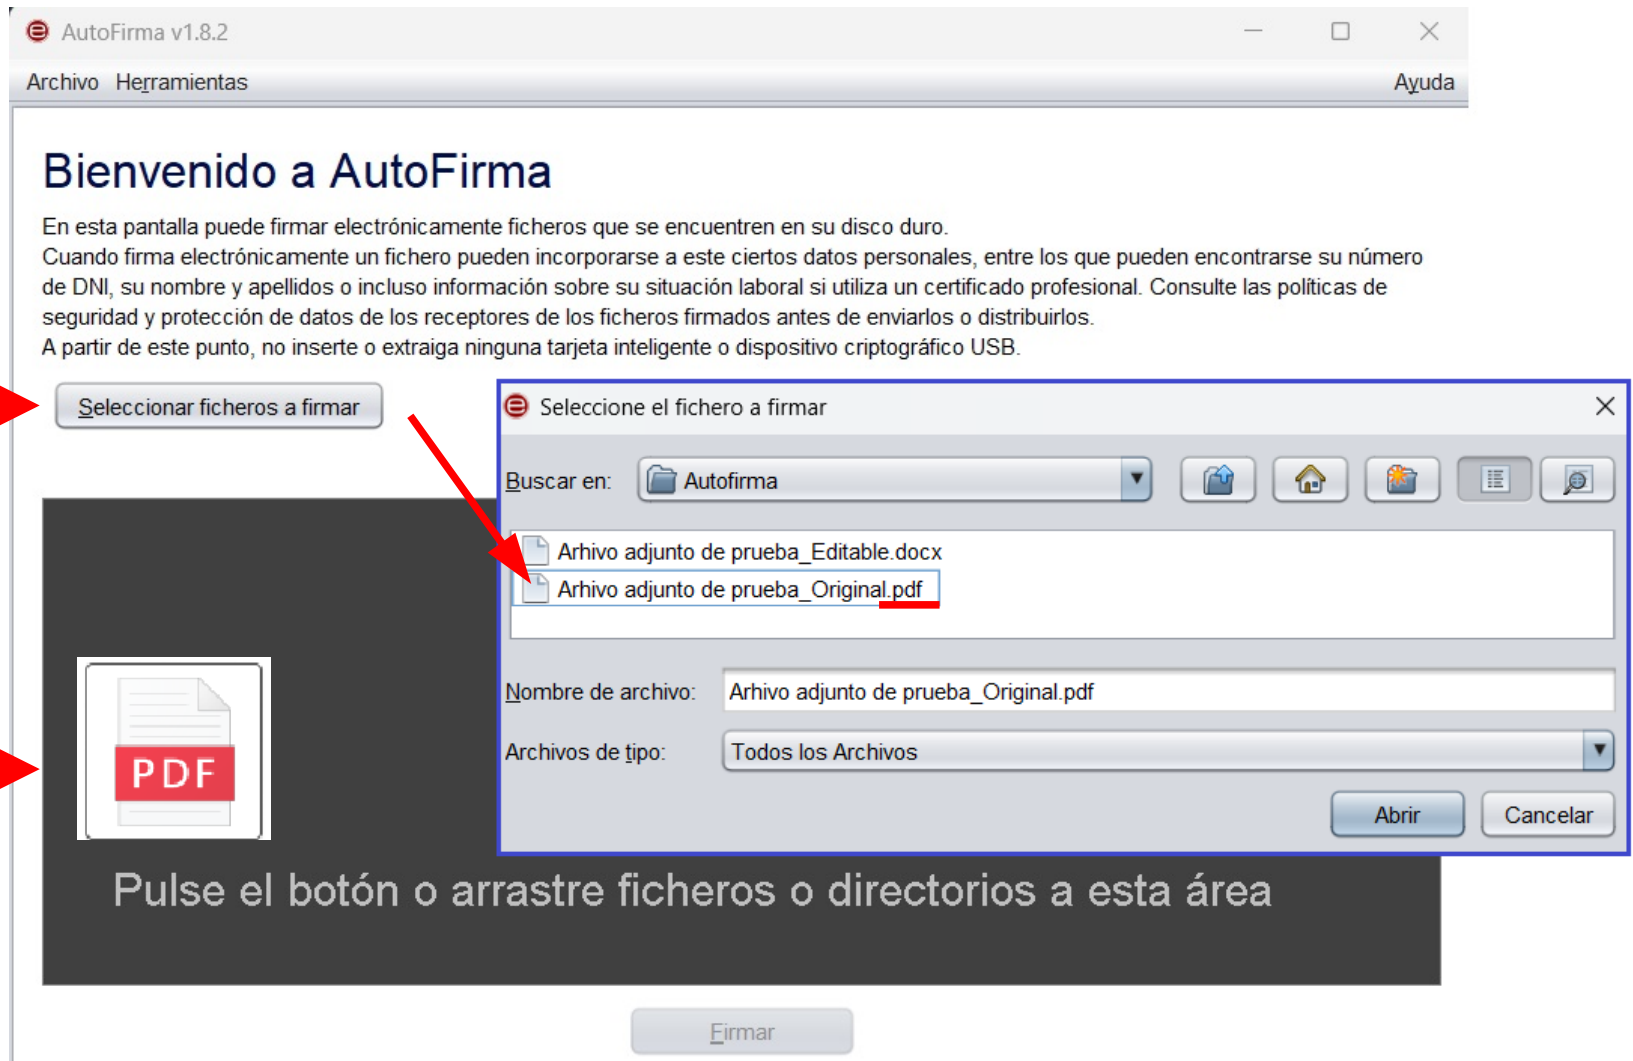 AutoFirma v1.8.2
Archivo Herramientas Ayuda
Bienvenido a AutoFirma
En esta pantalla puede firmar electrónicamente ficheros que se encuentren en su disco duro.
Cuando firma electrónicamente un fichero pueden incorporarse a este ciertos datos personales, entre los que pueden encontrarse su número
de DNI, su nombre y apellidos o incluso información sobre su situación laboral si utiliza un certificado profesional. Consulte las políticas de
seguridad y protección de datos de los receptores de los ficheros firmados antes de enviarlos o distribuirlos.
A partir de este punto, no inserte o extraiga ninguna tarjeta inteligente o dispositivo criptográfico USB.
Seleccionar ficheros a firmar
Seleccione el fichero a firmar
Buscar en: Autofirma
Arhivo adjunto de prueba_Editable.docx
Arhivo adjunto de prueba_Original.pdf
Nombre de archivo: Arhivo adjunto de prueba_Original.pdf
Archivos de tipo: Todos los Archivos
Abrir Cancelar
PDF
Pulse el botón o arrastre ficheros o directorios a esta área
Firmar